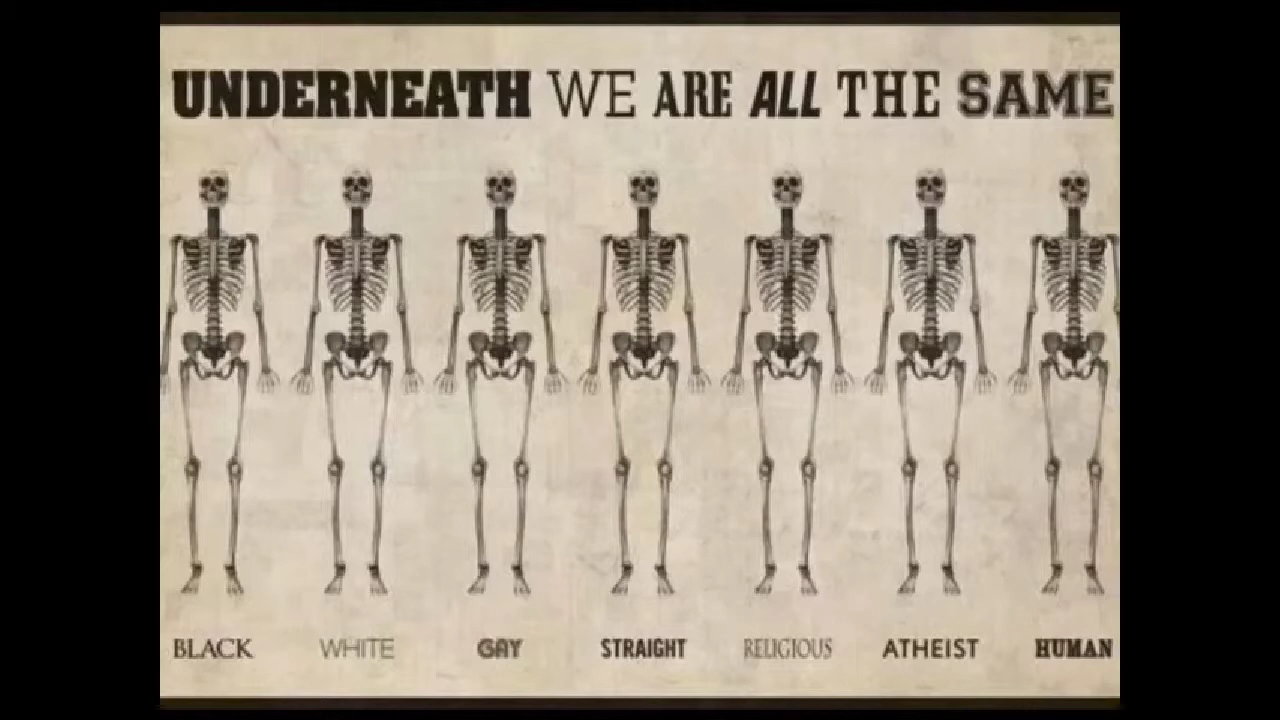 UNDERNEATH WE ARE ALL THE SAME
BLACK WHITE GAY STRAIGHT RELIGIOUS ATHEIST HUMAN